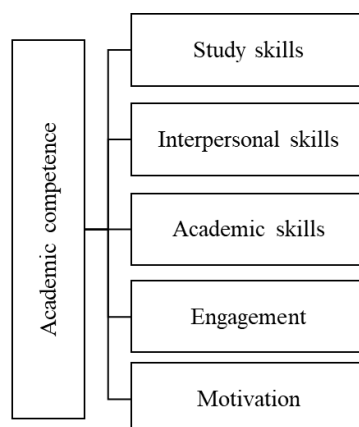 Academic competence
Study skills
Interpersonal skills
Academic skills
Engagement
Motivation